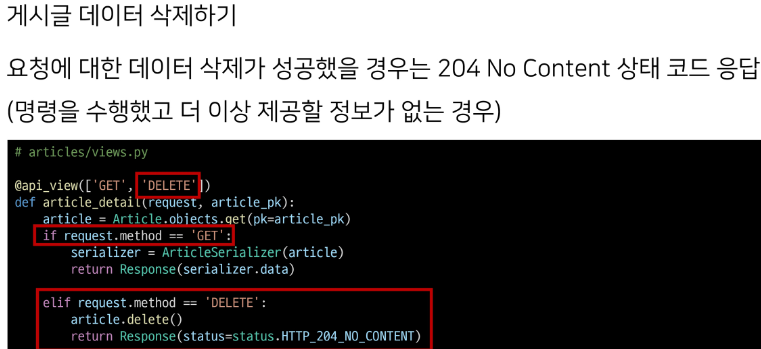 게시글 데이터 삭제하기
요청에 대한 데이터 삭제가 성공했을 경우는 204 No Content 상태 코드 응답
(명령을 수행했고 더 이상 제공할 정보가 없는 경우)
# articles/views.py
@api_view(['GET', 'DELETE'])
def article_detail(request, article_pk):
    article = Article.objects.get(pk=article_pk)
    if request.method == 'GET':
        serializer = ArticleSerializer(article)
        return Response(serializer.data)
    elif request.method == 'DELETE':
        article.delete()
        return Response(status=status.HTTP_204_NO_CONTENT)